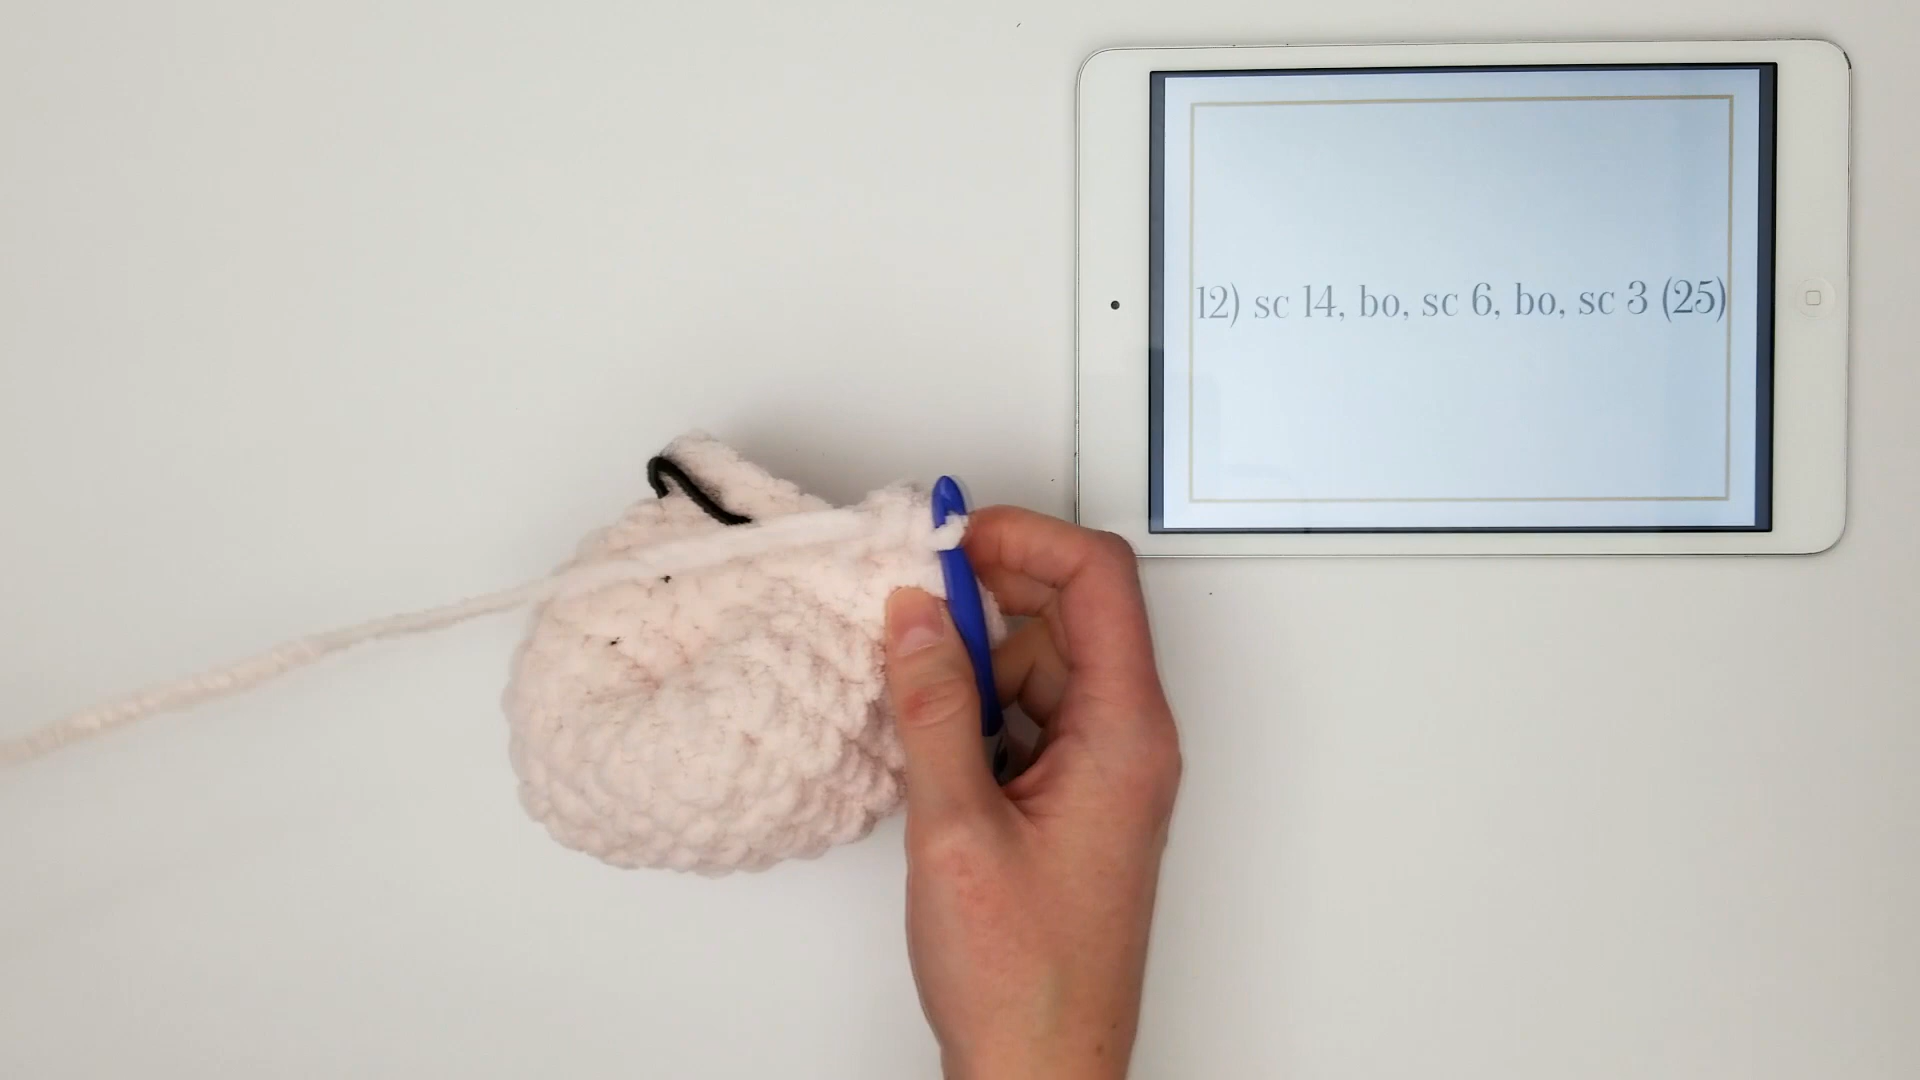 12) sc 14, bo, sc 6, bo, sc 3 (25)